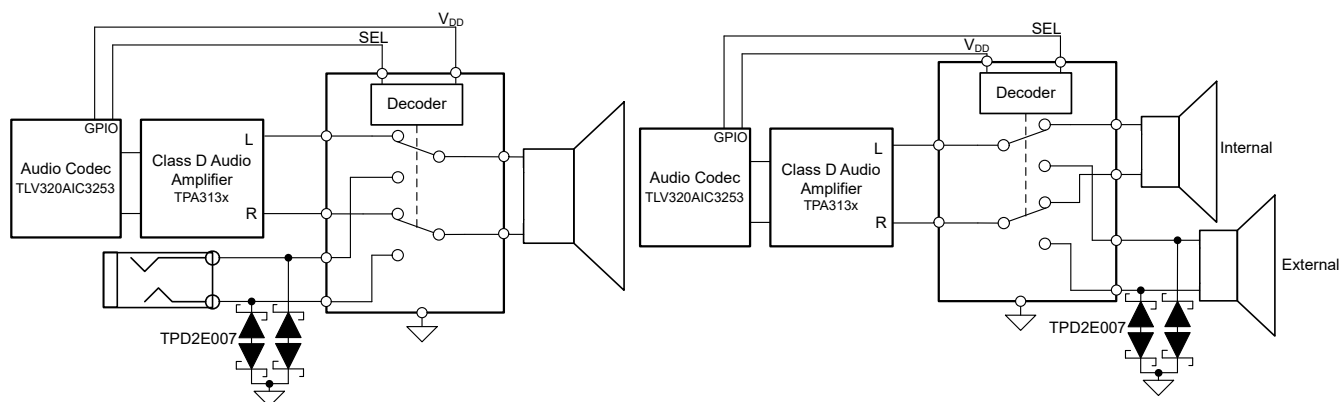 VDD
SEL
Decoder
GPIO
Audio Codec
TLV320AIC3253
Class D Audio
Amplifier
TPA313x
L
R
TPD2E007
SEL
VDD
Decoder
GPIO
Audio Codec
TLV320AIC3253
Class D Audio
Amplifier
TPA313x
L
R
Internal
External
TPD2E007